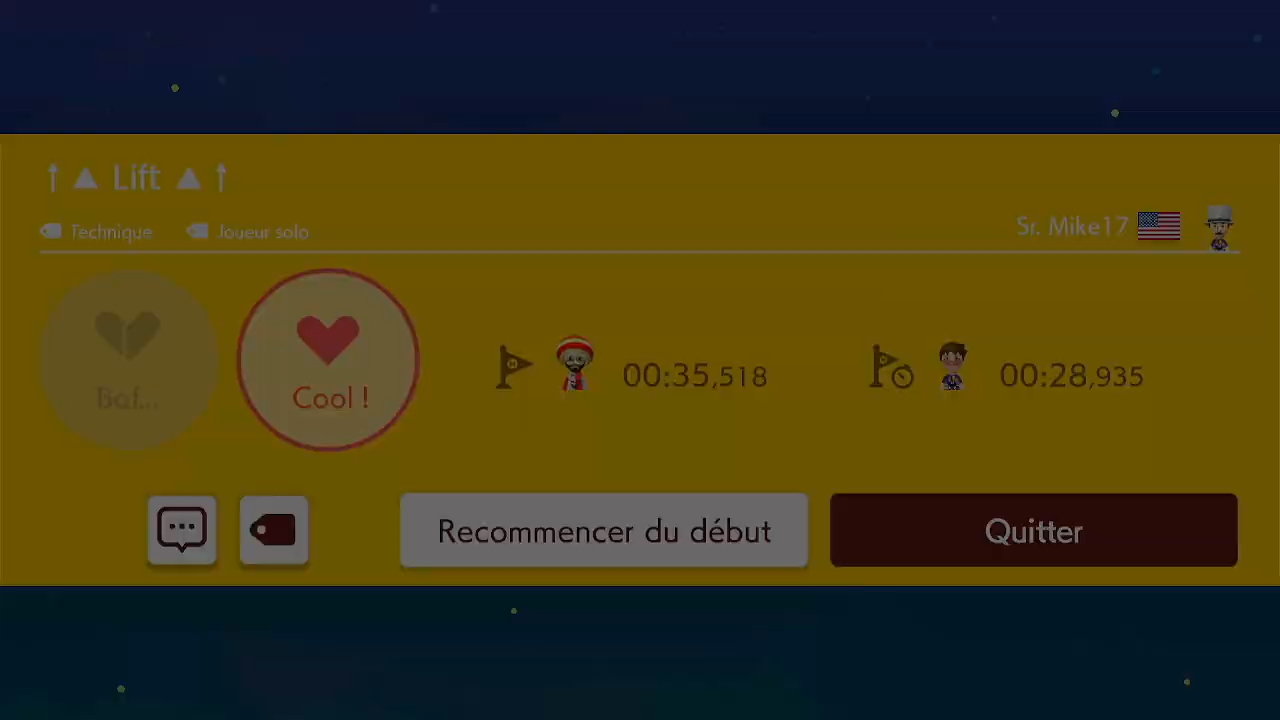 ↑ ▲ Lift ▲ ↑
Technique Joueur solo
Sr. Mike17
Bof... Cool !
00:35,518
00:28,935
Recommencer du début
Quitter